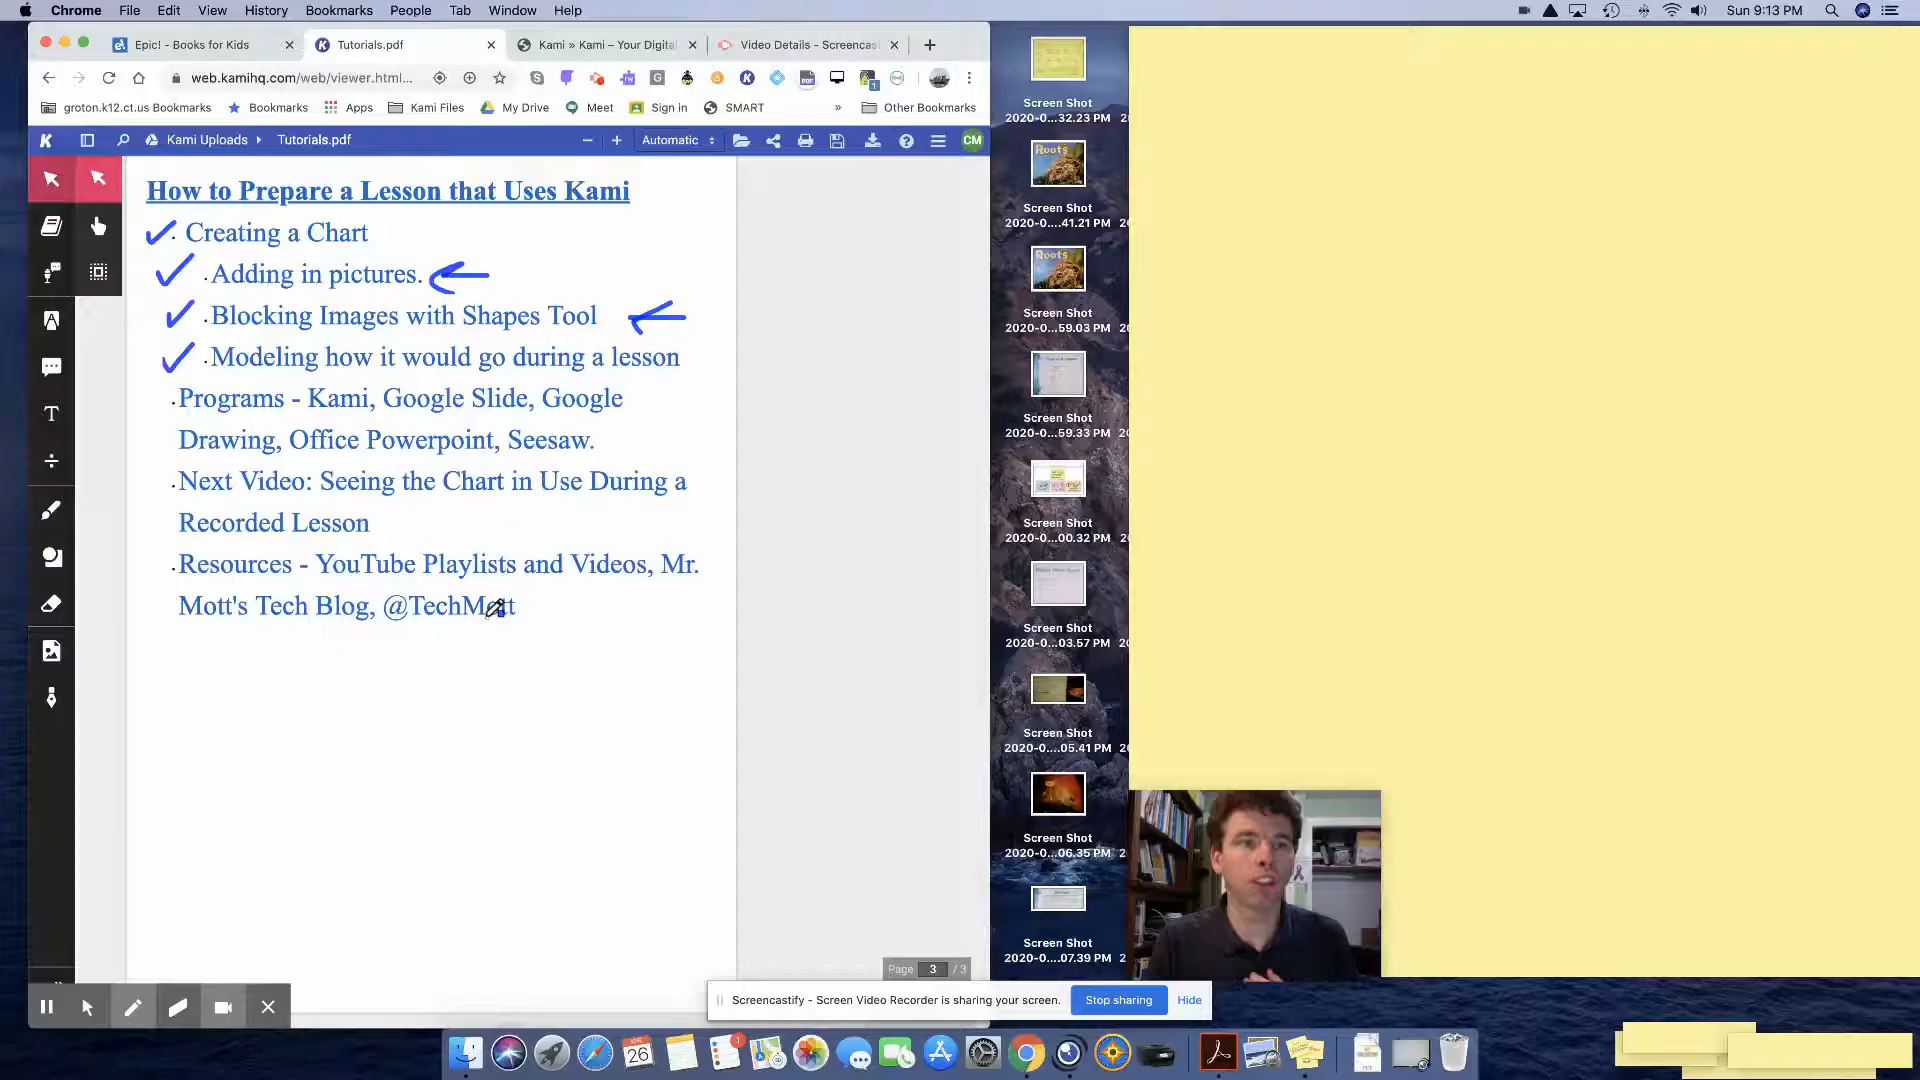 Chrome File Edit View History Bookmarks People Tab Window Help
Sun 9:13 PM
Epic! - Books for Kids
Tutorials.pdf
Kami » Kami – Your Digital
Video Details - Screencas
web.kamihq.com/web/viewer.html...
groton.k12.ct.us Bookmarks
Bookmarks
Apps
Kami Files
My Drive
Meet
Sign in
SMART
»
Other Bookmarks
Kami Uploads
Tutorials.pdf
Automatic
CM
How to Prepare a Lesson that Uses Kami
· Creating a Chart
· Adding in pictures.
· Blocking Images with Shapes Tool
· Modeling how it would go during a lesson
· Programs - Kami, Google Slide, Google
Drawing, Office Powerpoint, Seesaw.
· Next Video: Seeing the Chart in Use During a
Recorded Lesson
· Resources - YouTube Playlists and Videos, Mr.
Mott's Tech Blog, @TechMott
Page 3 / 3
Screencastify - Screen Video Recorder is sharing your screen.
Stop sharing
Hide
Screen Shot
2020-0....32.23 PM
Roots
Screen Shot
2020-0....41.21 PM
Roots
Screen Shot
2020-0...59.03 PM
Screen Shot
2020-0...59.33 PM
Screen Shot
2020-0....00.32 PM
Screen Shot
2020-0....03.57 PM
Screen Shot
2020-0....05.41 PM
Screen Shot
2020-0...06.35 PM
Screen Shot
2020-0....07.39 PM
26
1